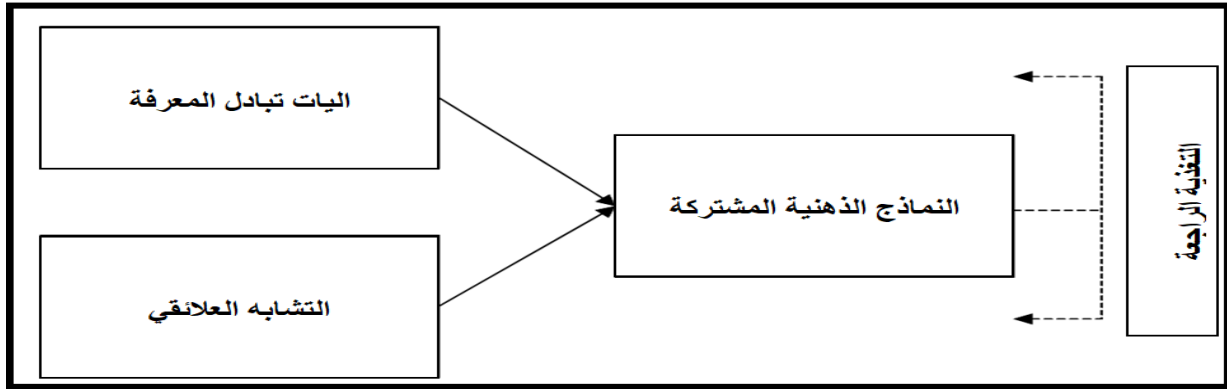 اليات تبادل المعرفة
النماذج الذهنية المشتركة
التشابه العلائقي
التغذية الراجعة